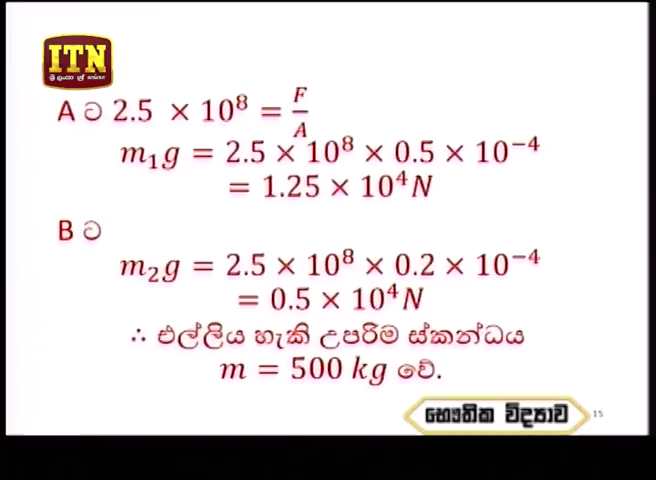 ITN
ශ්‍රී ලංකාවේ අපේ නාලිකාව
A ට 2.5 × 10⁸ = F/A
m₁g = 2.5 × 10⁸ × 0.5 × 10⁻⁴
= 1.25 × 10⁴N
B ට
m₂g = 2.5 × 10⁸ × 0.2 × 10⁻⁴
= 0.5 × 10⁴N
∴ එල්ලිය හැකි උපරිම ස්කන්ධය
m = 500 kg වේ.
භෞතික විද්‍යාව
15